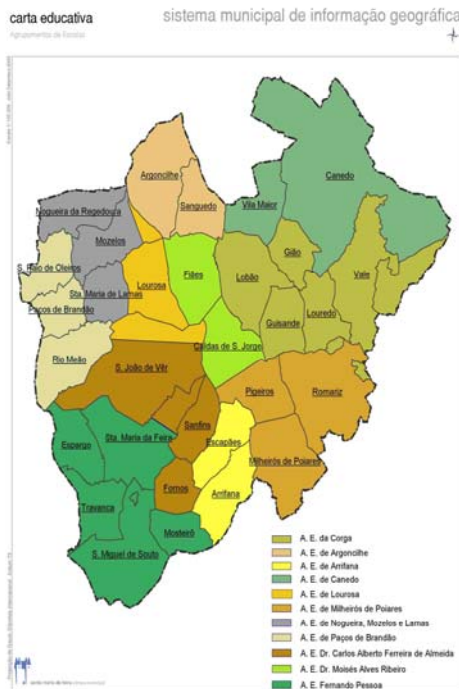 carta educativa
sistema municipal de informação geográfica
Agrupamentos de Escolas
Argoncilhe
Sanguedo
Canedo
Vila Maior
Nogueira da Regedoura
Mozelos
Gião
S. Paio de Oleiros
Lourosa
Fiães
Lobão
Vale
Sta. Maria de Lamas
Paços de Brandão
Guisande
Louredo
Rio Meão
Caldas de S. Jorge
S. João de Vêr
Pigeiros
Romariz
Sanfins
Espargo
Sta. Maria da Feira
Escapães
Milheirós de Poiares
Fornos
Arrifana
Travanca
Mosteirô
S. Miguel de Souto
A. E. da Corga
A. E. de Argoncilhe
A. E. de Arrifana
A. E. de Canedo
A. E. de Lourosa
A. E. de Milheirós de Poiares
A. E. de Nogueira, Mozelos e Lamas
A. E. de Paços de Brandão
A. E. Dr. Carlos Alberto Ferreira de Almeida
A. E. Dr. Moisés Alves Ribeiro
A. E. Fernando Pessoa